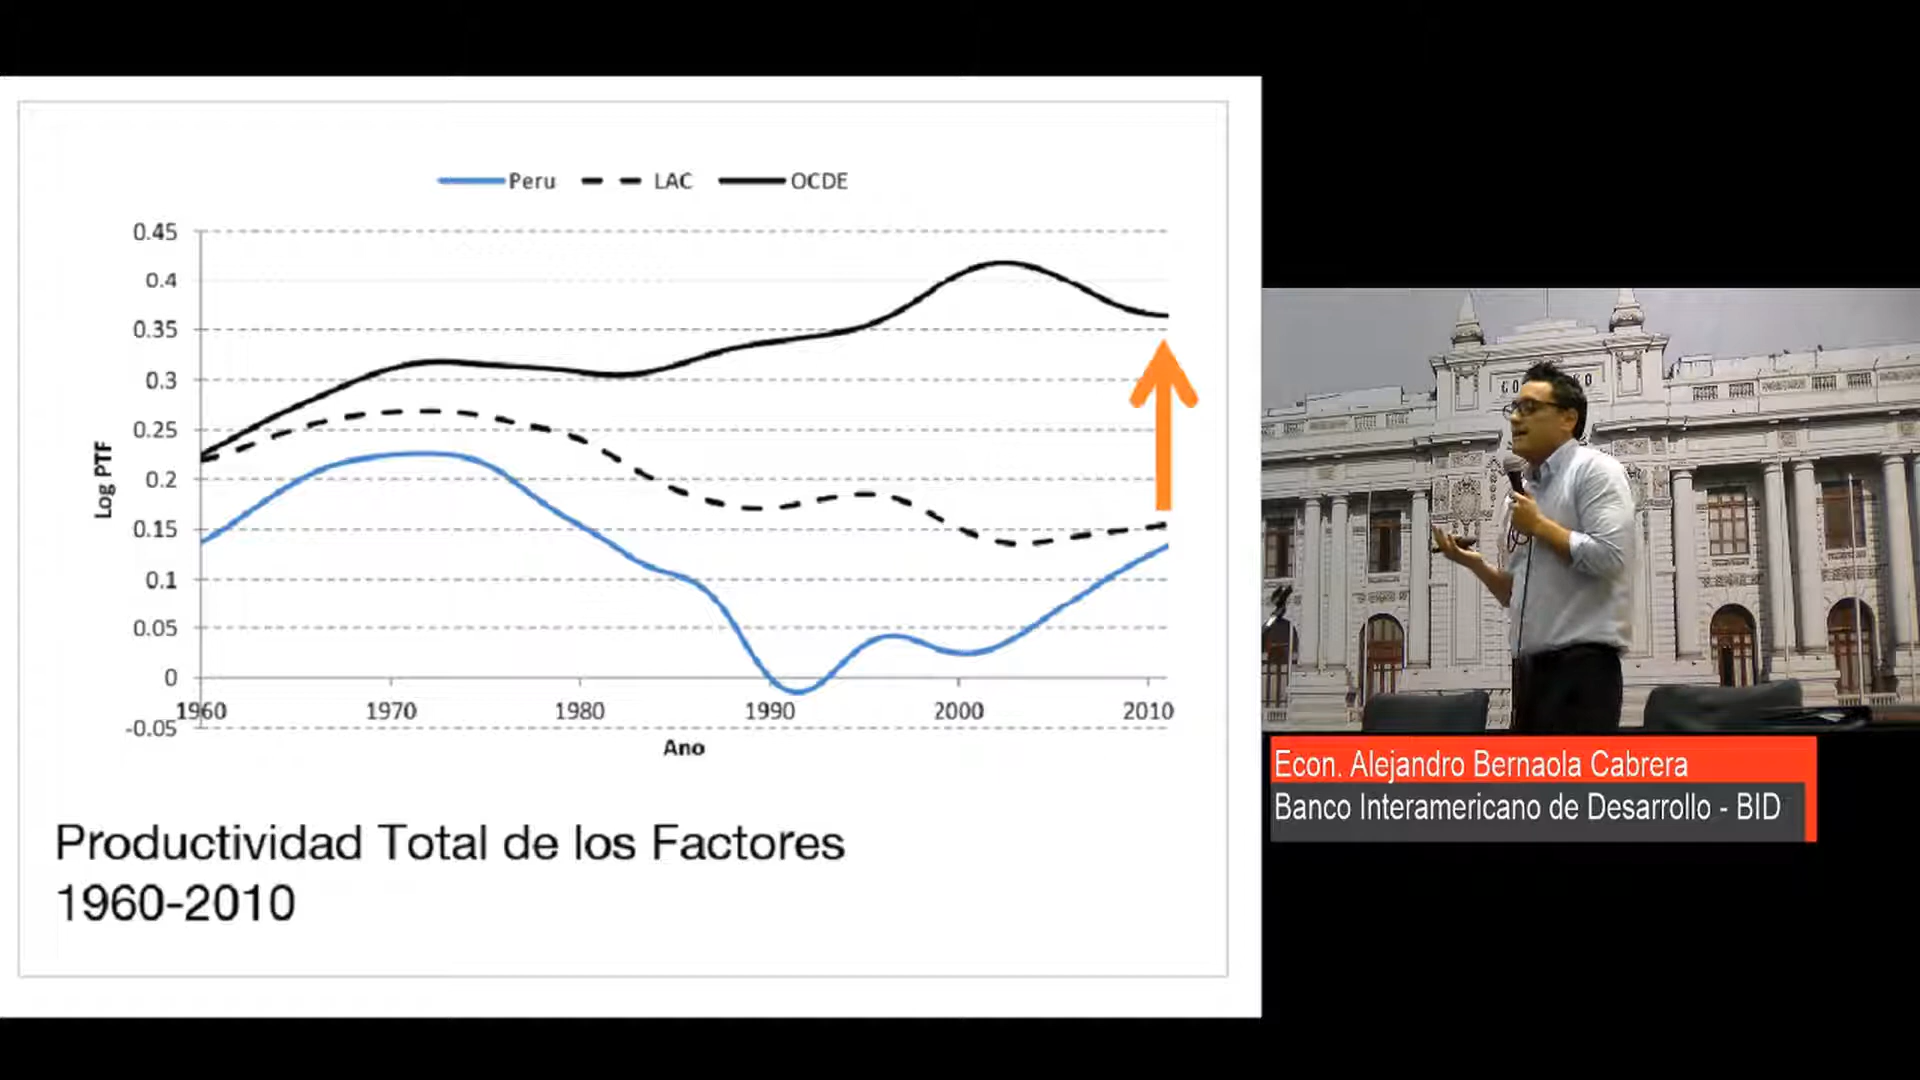 Peru LAC OCDE
0.45
0.4
0.35
0.3
0.25
0.2
0.15
0.1
0.05
0
-0.05
Log PTF
1960 1970 1980 1990 2000 2010
Ano
Productividad Total de los Factores
1960-2010
Econ. Alejandro Bernaola Cabrera
Banco Interamericano de Desarrollo - BID